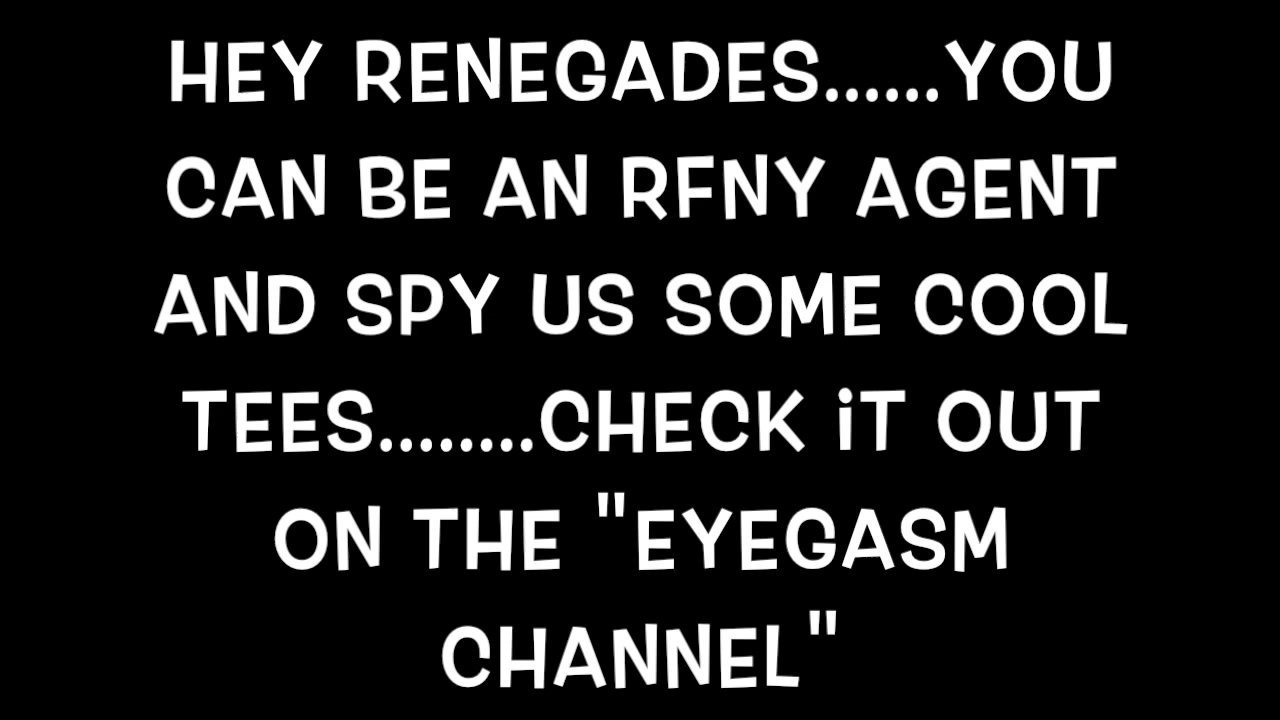 HEY RENEGADES......YOU
CAN BE AN RFNY AGENT
AND SPY US SOME COOL
TEES........CHECK iT OUT
ON THE "EYEGASM
CHANNEL"